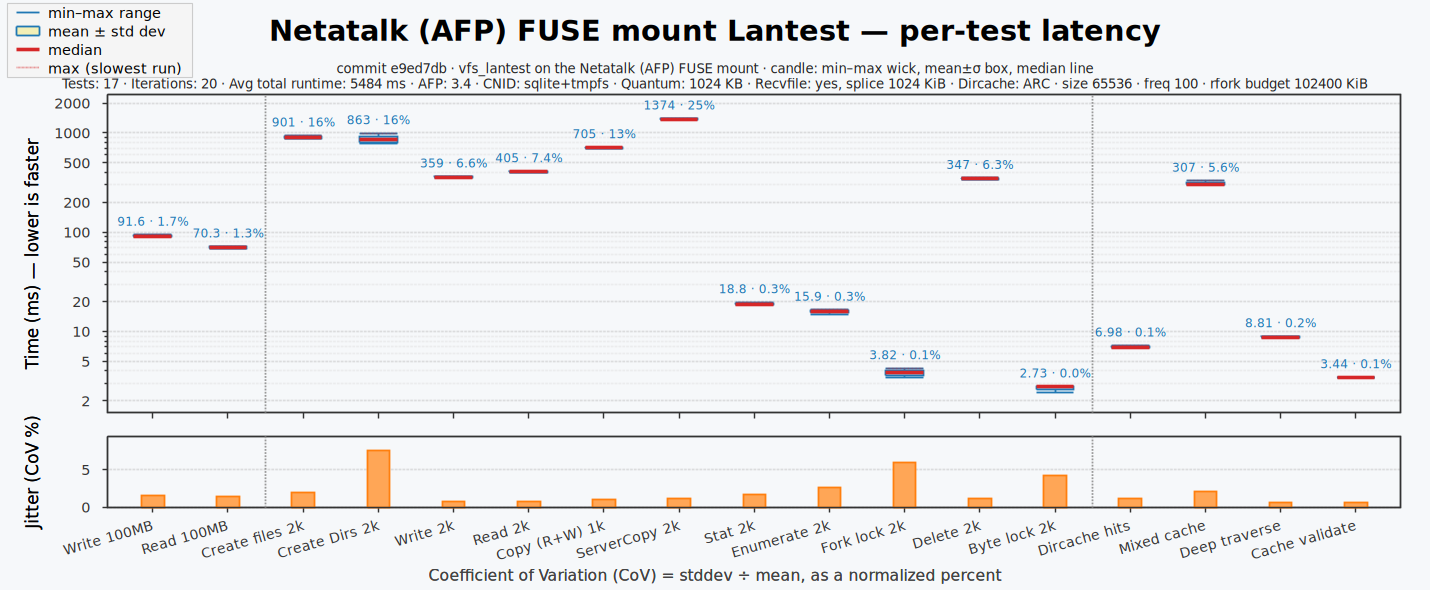 min–max range
mean ± std dev
median
max (slowest run)
Netatalk (AFP) FUSE mount Lantest — per-test latency
commit e9ed7db · vfs_lantest on the Netatalk (AFP) FUSE mount · candle: min–max wick, mean±σ box, median line
Tests: 17 · Iterations: 20 · Avg total runtime: 5484 ms · AFP: 3.4 · CNID: sqlite+tmpfs · Quantum: 1024 KB · Recvfile: yes, splice 1024 KiB · Dircache: ARC · size 65536 · freq 100 · rfork budget 102400 KiB
Time (ms) — lower is faster
2000
1000
500
200
100
50
20
10
5
2
91.6 · 1.7%
70.3 · 1.3%
901 · 16%
863 · 16%
359 · 6.6%
405 · 7.4%
705 · 13%
1374 · 25%
18.8 · 0.3%
15.9 · 0.3%
3.82 · 0.1%
347 · 6.3%
2.73 · 0.0%
6.98 · 0.1%
307 · 5.6%
8.81 · 0.2%
3.44 · 0.1%
Jitter (CoV %)
5
0
Write 100MB
Read 100MB
Create files 2k
Create Dirs 2k
Write 2k
Read 2k
Copy (R+W) 1k
ServerCopy 2k
Stat 2k
Enumerate 2k
Fork lock 2k
Delete 2k
Byte lock 2k
Dircache hits
Mixed cache
Deep traverse
Cache validate
Coefficient of Variation (CoV) = stddev ÷ mean, as a normalized percent